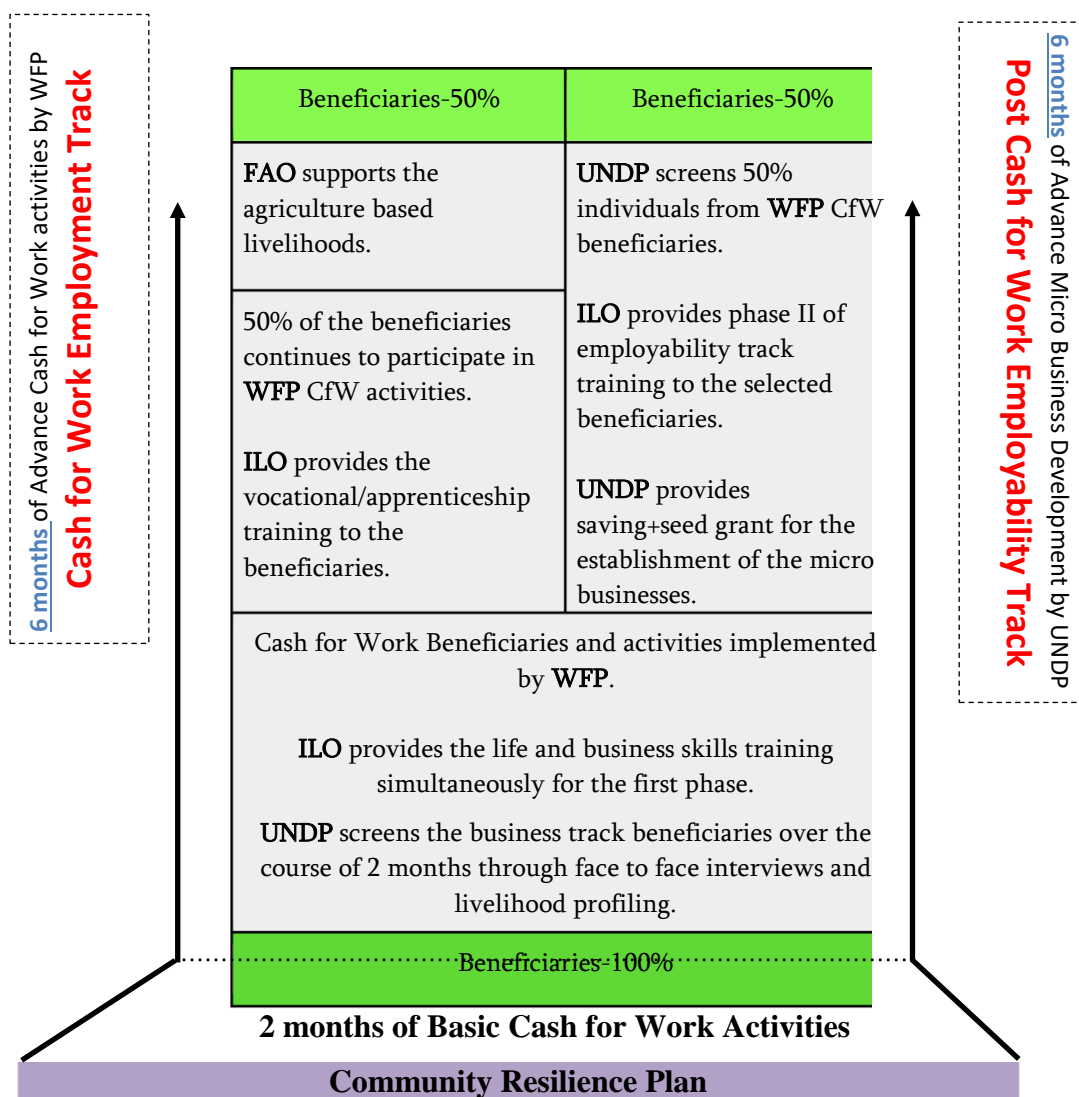 6 months of Advance Cash for Work activities by WFP
Cash for Work Employment Track
Beneficiaries-50%
FAO supports the
agriculture based
livelihoods.
50% of the beneficiaries
continues to participate in
WFP CfW activities.
ILO provides the
vocational/apprenticeship
training to the
beneficiaries.
Beneficiaries-50%
UNDP screens 50%
individuals from WFP CfW
beneficiaries.
ILO provides phase II of
employability track
training to the selected
beneficiaries.
UNDP provides
saving+seed grant for the
establishment of the micro
businesses.
6 months of Advance Micro Business Development by UNDP
Post Cash for Work Employability Track
Cash for Work Beneficiaries and activities implemented
by WFP.
ILO provides the life and business skills training
simultaneously for the first phase.
UNDP screens the business track beneficiaries over the
course of 2 months through face to face interviews and
livelihood profiling.
Beneficiaries-100%
2 months of Basic Cash for Work Activities
Community Resilience Plan